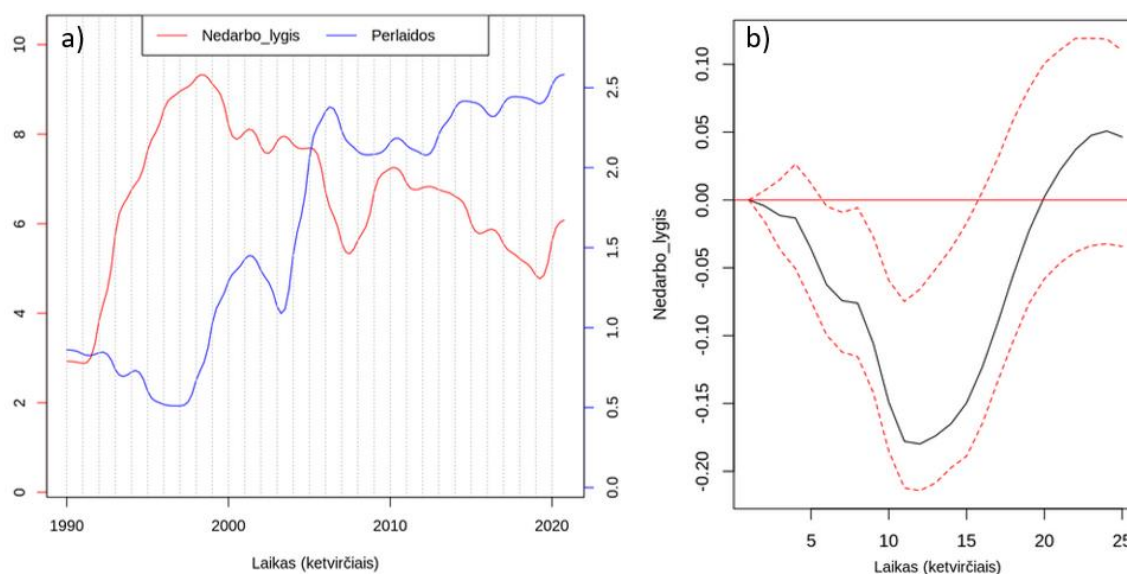 a)
Nedarbo_lygis Perlaidos
10
8
6
4
2
0
2.5
2.0
1.5
1.0
0.5
0.0
1990 2000 2010 2020
Laikas (ketvirčiais)
b)
Nedarbo_lygis
0.10
0.05
0.00
-0.05
-0.10
-0.15
-0.20
5 10 15 20 25
Laikas (ketvirčiais)